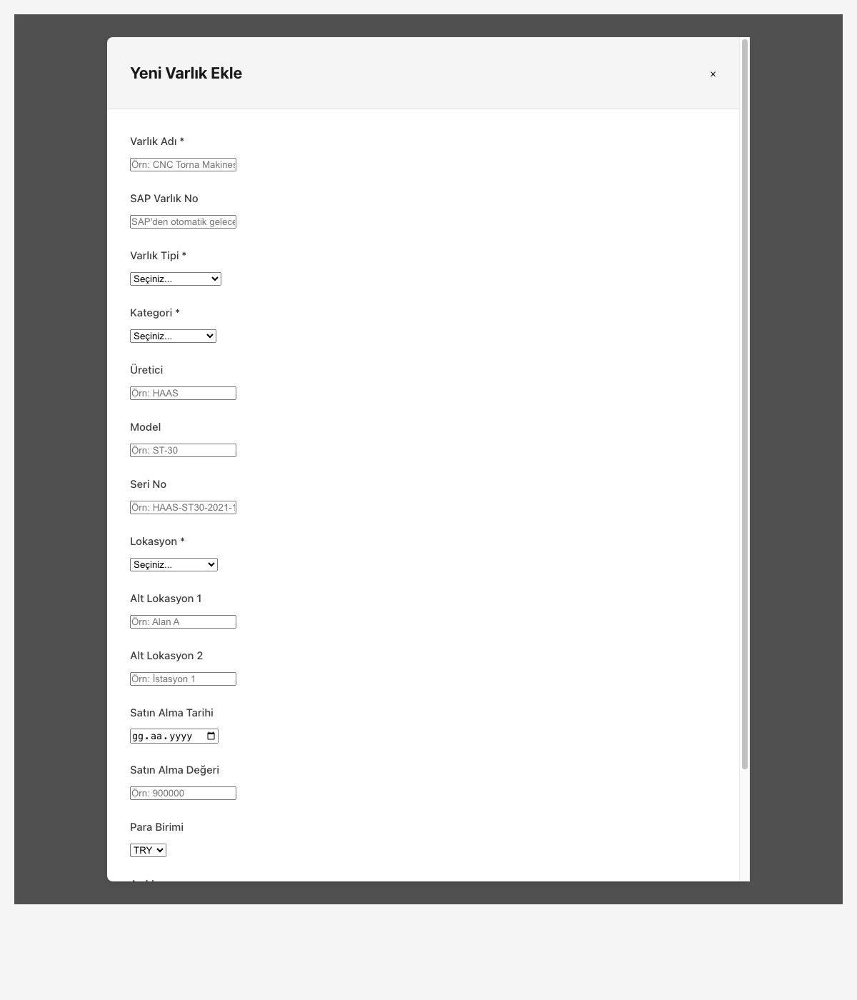 Yeni Varlık Ekle
×
Varlık Adı *
Örn: CNC Torna Makines
SAP Varlık No
SAP'den otomatik gelece
Varlık Tipi *
Seçiniz...
Kategori *
Seçiniz...
Üretici
Örn: HAAS
Model
Örn: ST-30
Seri No
Örn: HAAS-ST30-2021-1
Lokasyon *
Seçiniz...
Alt Lokasyon 1
Örn: Alan A
Alt Lokasyon 2
Örn: İstasyon 1
Satın Alma Tarihi
gg.aa.yyyy
Satın Alma Değeri
Örn: 900000
Para Birimi
TRY